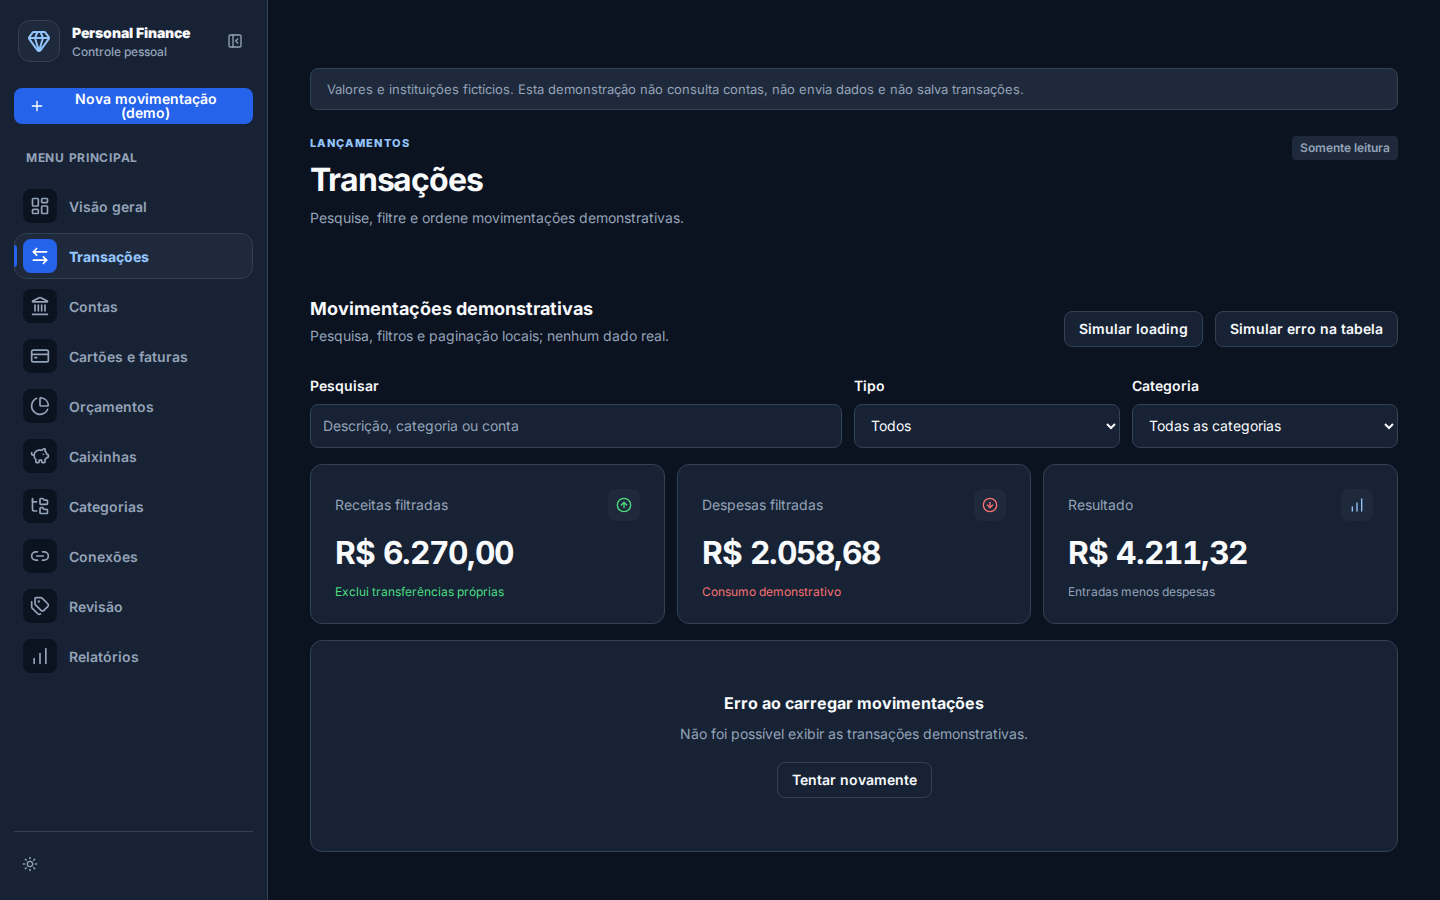 Personal Finance
Controle pessoal
Nova movimentação
(demo)
MENU PRINCIPAL
Visão geral
Transações
Contas
Cartões e faturas
Orçamentos
Caixinhas
Categorias
Conexões
Revisão
Relatórios
Valores e instituições fictícios. Esta demonstração não consulta contas, não envia dados e não salva transações.
LANÇAMENTOS
Somente leitura
Transações
Pesquise, filtre e ordene movimentações demonstrativas.
Movimentações demonstrativas
Pesquisa, filtros e paginação locais; nenhum dado real.
Simular loading
Simular erro na tabela
Pesquisar
Tipo
Categoria
Descrição, categoria ou conta
Todos
Todas as categorias
Receitas filtradas
R$ 6.270,00
Exclui transferências próprias
Despesas filtradas
R$ 2.058,68
Consumo demonstrativo
Resultado
R$ 4.211,32
Entradas menos despesas
Erro ao carregar movimentações
Não foi possível exibir as transações demonstrativas.
Tentar novamente